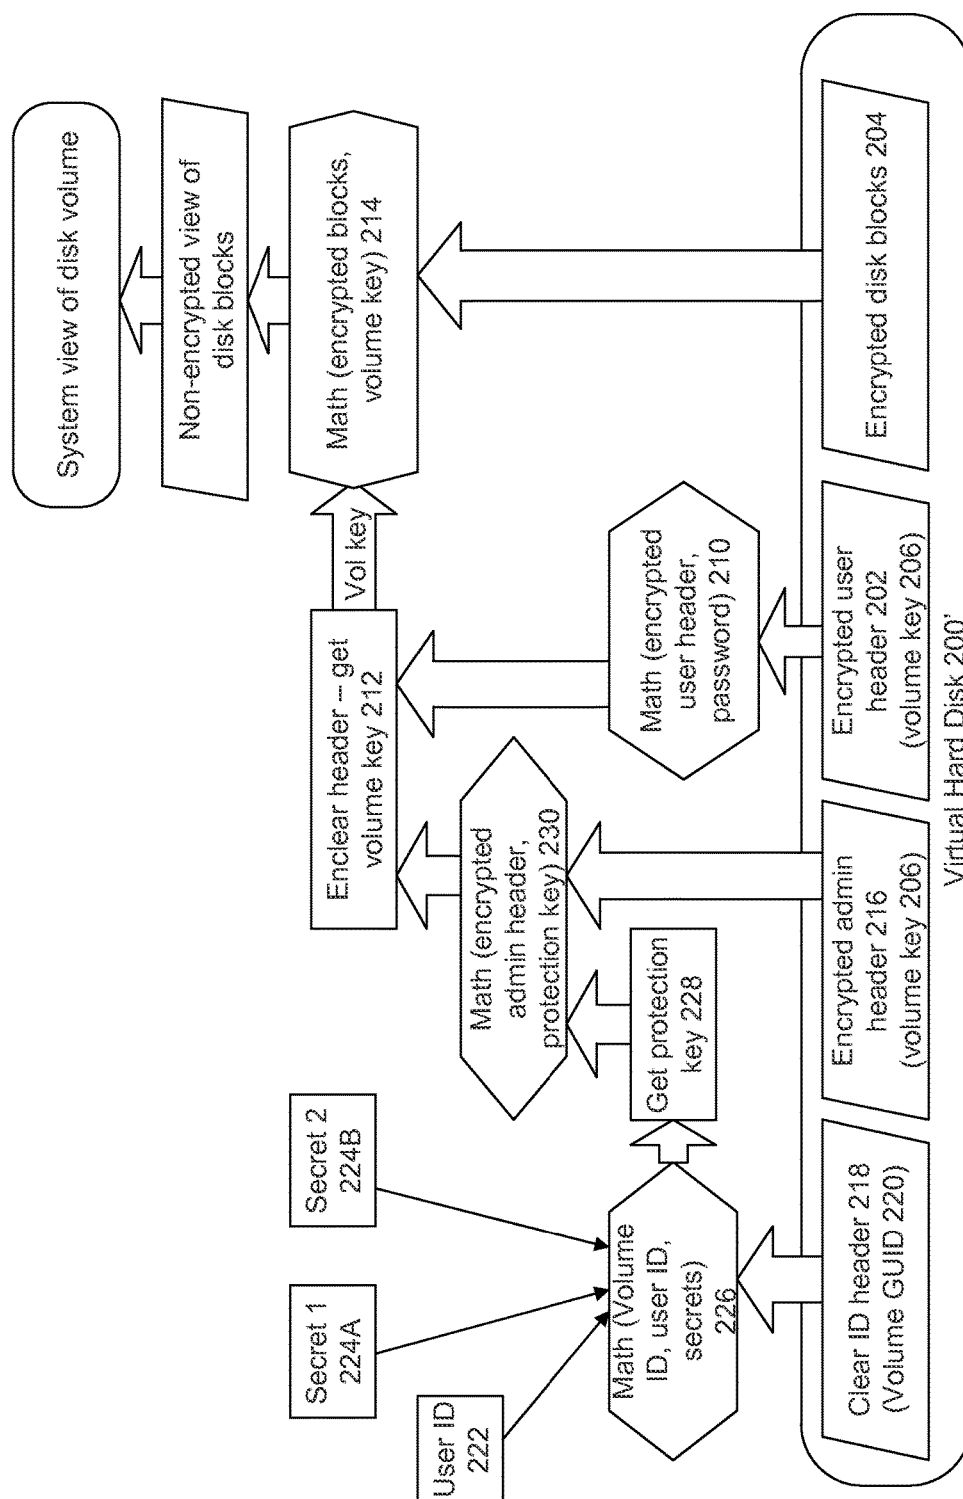 System view of disk volume
Non-encrypted view of
disk blocks
Math (encrypted blocks,
volume key) 214
Vol key
Enclear header – get
volume key 212
Secret 2
224B
Secret 1
224A
User ID
222
Math (encrypted
admin header,
protection key) 230
Math (encrypted
user header,
password) 210
Get protection
key 228
Math (Volume
ID, user ID,
secrets)
226
Clear ID header 218
(Volume GUID 220)
Encrypted admin
header 216
(volume key 206)
Encrypted user
header 202
(volume key 206)
Encrypted disk blocks 204
Virtual Hard Disk 200’